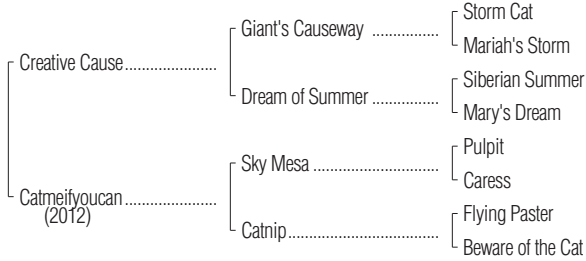 Storm Cat
Giant's Causeway ................
Mariah's Storm
Creative Cause......................
Siberian Summer
Dream of Summer ................
Mary's Dream
Pulpit
Sky Mesa ..............................
Caress
Catmeifyoucan......................
(2012)
Flying Paster
Catnip....................................
Beware of the Cat